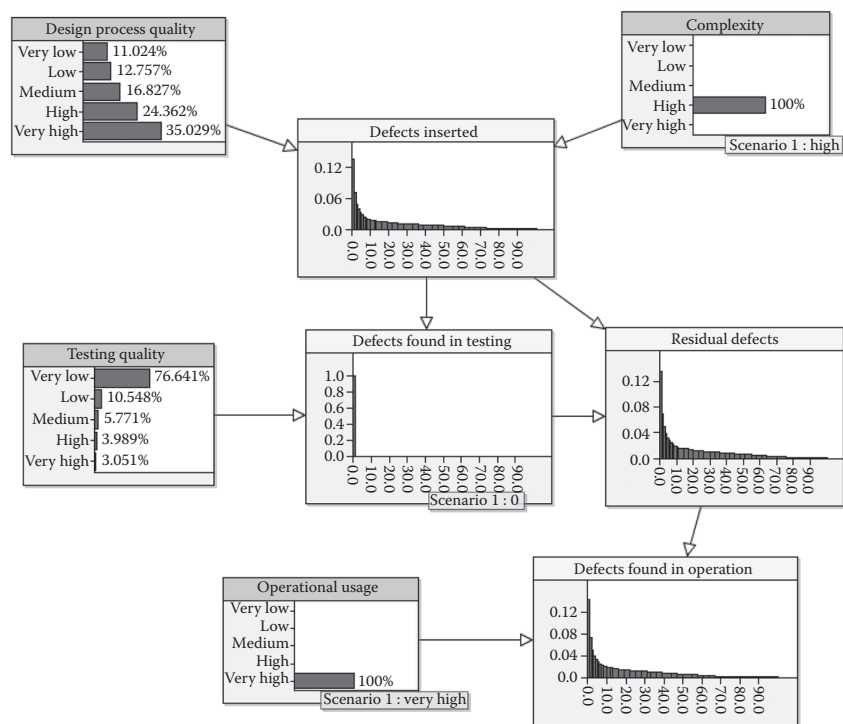 Design process quality
Very low 11.024%
Low 12.757%
Medium 16.827%
High 24.362%
Very high 35.029%
Complexity
Very low
Low
Medium
High 100%
Very high
Scenario 1 : high
Defects inserted
0.12
0.06
0.0
0.0 10.0 20.0 30.0 40.0 50.0 60.0 70.0 80.0 90.0
Testing quality
Very low 76.641%
Low 10.548%
Medium 5.771%
High 3.989%
Very high 3.051%
Defects found in testing
1.0
0.8
0.6
0.4
0.2
0.0
0.0 10.0 20.0 30.0 40.0 50.0 60.0 70.0 80.0 90.0
Scenario 1 : 0
Residual defects
0.12
0.08
0.04
0.0
0.0 10.0 20.0 30.0 40.0 50.0 60.0 70.0 80.0 90.0
Operational usage
Very low
Low
Medium
High
Very high 100%
Scenario 1 : very high
Defects found in operation
0.12
0.08
0.04
0.0
0.0 10.0 20.0 30.0 40.0 50.0 60.0 70.0 80.0 90.0